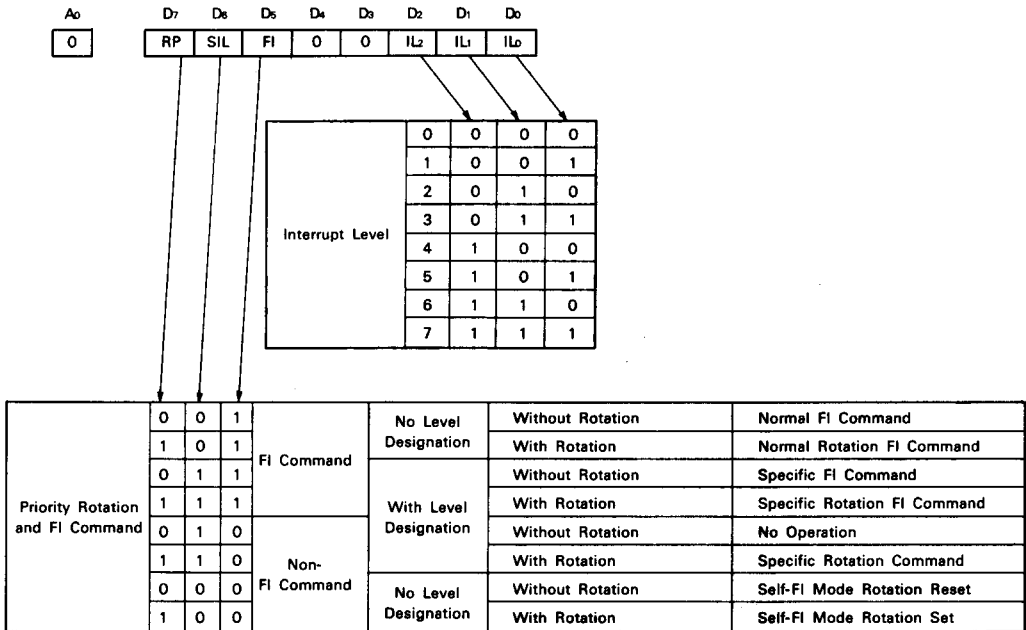 A0 D7 D6 D5 D4 D3 D2 D1 D0
0 RP SIL FI 0 0 IL2 IL1 IL0
Interrupt Level
0 0 0 0
1 0 0 1
2 0 1 0
3 0 1 1
4 1 0 0
5 1 0 1
6 1 1 0
7 1 1 1
Priority Rotation
and FI Command
0 0 1
1 0 1
0 1 1
1 1 1
0 1 0
1 1 0
0 0 0
1 0 0
FI Command
Non-
FI Command
No Level
Designation
With Level
Designation
No Level
Designation
Without Rotation Normal FI Command
With Rotation Normal Rotation FI Command
Without Rotation Specific FI Command
With Rotation Specific Rotation FI Command
Without Rotation No Operation
With Rotation Specific Rotation Command
Without Rotation Self-FI Mode Rotation Reset
With Rotation Self-FI Mode Rotation Set